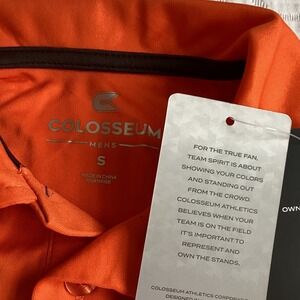 COLOSSEUM
MENS
S
MADE IN CHINA
FOR THE TRUE FAN.
TEAM SPIRIT IS ABOUT
SHOWING YOUR COLORS
AND STANDING OUT
FROM THE CROWD.
COLOSSEUM ATHLETICS
BELIEVES WHEN YOUR
TEAM IS ON THE FIELD
IT'S IMPORTANT TO
REPRESENT AND
OWN THE STANDS.
COLOSSEUM ATHLETICS
OWN